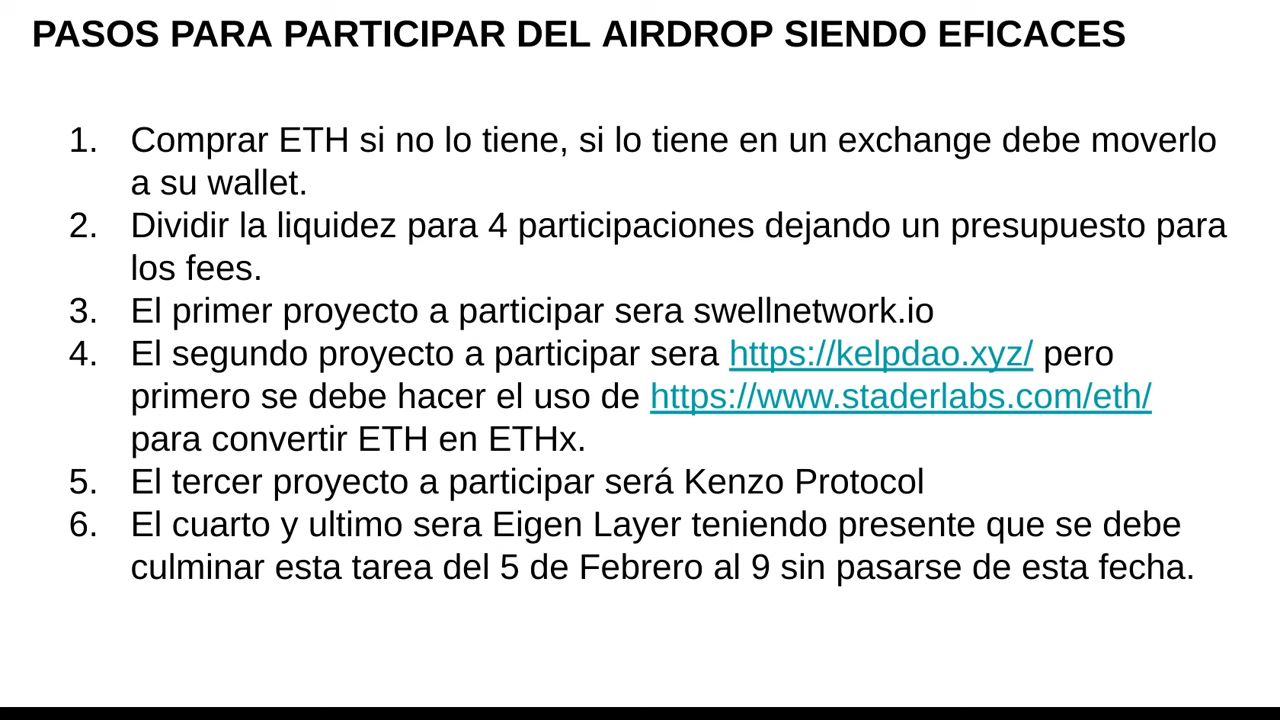 PASOS PARA PARTICIPAR DEL AIRDROP SIENDO EFICACES
1. Comprar ETH si no lo tiene, si lo tiene en un exchange debe moverlo
a su wallet.
2. Dividir la liquidez para 4 participaciones dejando un presupuesto para
los fees.
3. El primer proyecto a participar sera swellnetwork.io
4. El segundo proyecto a participar sera https://kelpdao.xyz/ pero
primero se debe hacer el uso de https://www.staderlabs.com/eth/
para convertir ETH en ETHx.
5. El tercer proyecto a participar será Kenzo Protocol
6. El cuarto y ultimo sera Eigen Layer teniendo presente que se debe
culminar esta tarea del 5 de Febrero al 9 sin pasarse de esta fecha.